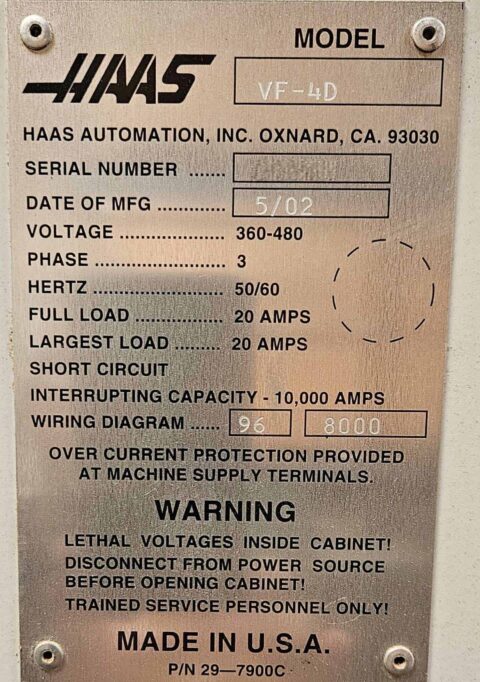 MODEL
HAAS
VF-4D
HAAS AUTOMATION, INC. OXNARD, CA. 93030
SERIAL NUMBER ......
DATE OF MFG ............. 5/02
VOLTAGE ................... 360-480
PHASE ........................ 3
HERTZ ....................... 50/60
FULL LOAD ................ 20 AMPS
LARGEST LOAD ......... 20 AMPS
SHORT CIRCUIT
INTERRUPTING CAPACITY - 10,000 AMPS
WIRING DIAGRAM ...... 96 8000
OVER CURRENT PROTECTION PROVIDED
AT MACHINE SUPPLY TERMINALS.
WARNING
LETHAL VOLTAGES INSIDE CABINET!
DISCONNECT FROM POWER SOURCE
BEFORE OPENING CABINET!
TRAINED SERVICE PERSONNEL ONLY!
MADE IN U.S.A.
P/N 29—7900C